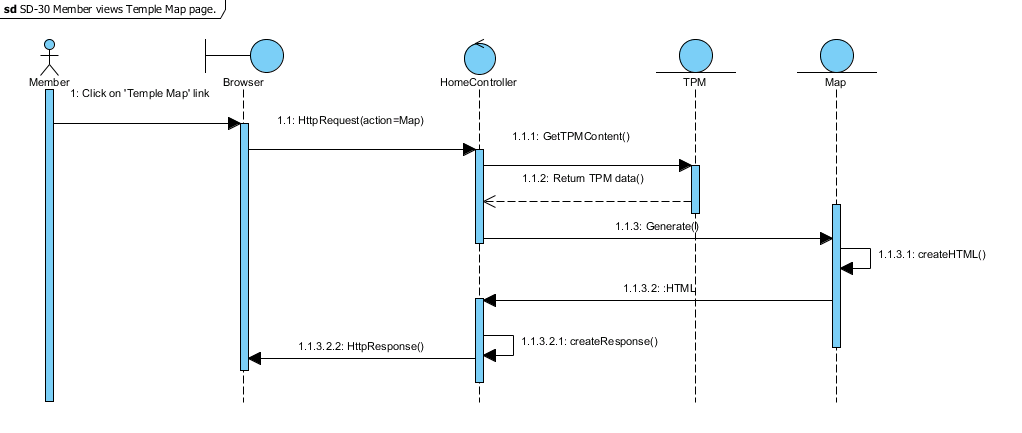 sd SD-30 Member views Temple Map page.
Member
Browser
HomeController
TPM
Map
1: Click on 'Temple Map' link
1.1: HttpRequest(action=Map)
1.1.1: GetTPMContent()
1.1.2: Return TPM data()
1.1.3: Generate()
1.1.3.1: createHTML()
1.1.3.2: :HTML
1.1.3.2.1: createResponse()
1.1.3.2.2: HttpResponse()